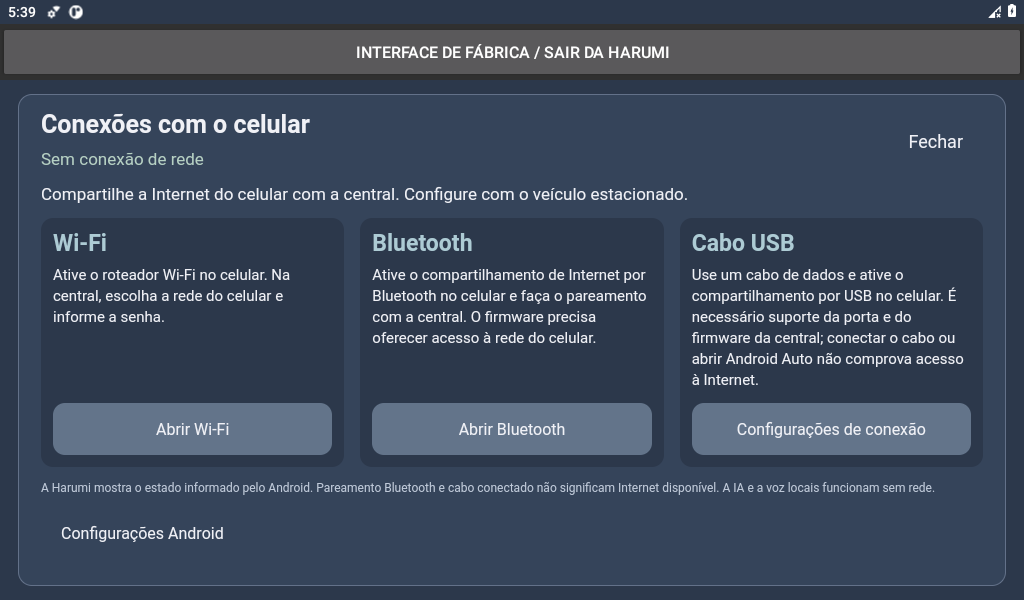 5:39
INTERFACE DE FÁBRICA / SAIR DA HARUMI
Conexões com o celular
Fechar
Sem conexão de rede
Compartilhe a Internet do celular com a central. Configure com o veículo estacionado.
Wi-Fi
Ative o roteador Wi-Fi no celular. Na
central, escolha a rede do celular e
informe a senha.
Abrir Wi-Fi
Bluetooth
Ative o compartilhamento de Internet por
Bluetooth no celular e faça o pareamento
com a central. O firmware precisa
oferecer acesso à rede do celular.
Abrir Bluetooth
Cabo USB
Use um cabo de dados e ative o
compartilhamento por USB no celular. É
necessário suporte da porta e do
firmware da central; conectar o cabo ou
abrir Android Auto não comprova acesso
à Internet.
Configurações de conexão
A Harumi mostra o estado informado pelo Android. Pareamento Bluetooth e cabo conectado não significam Internet disponível. A IA e a voz locais funcionam sem rede.
Configurações Android